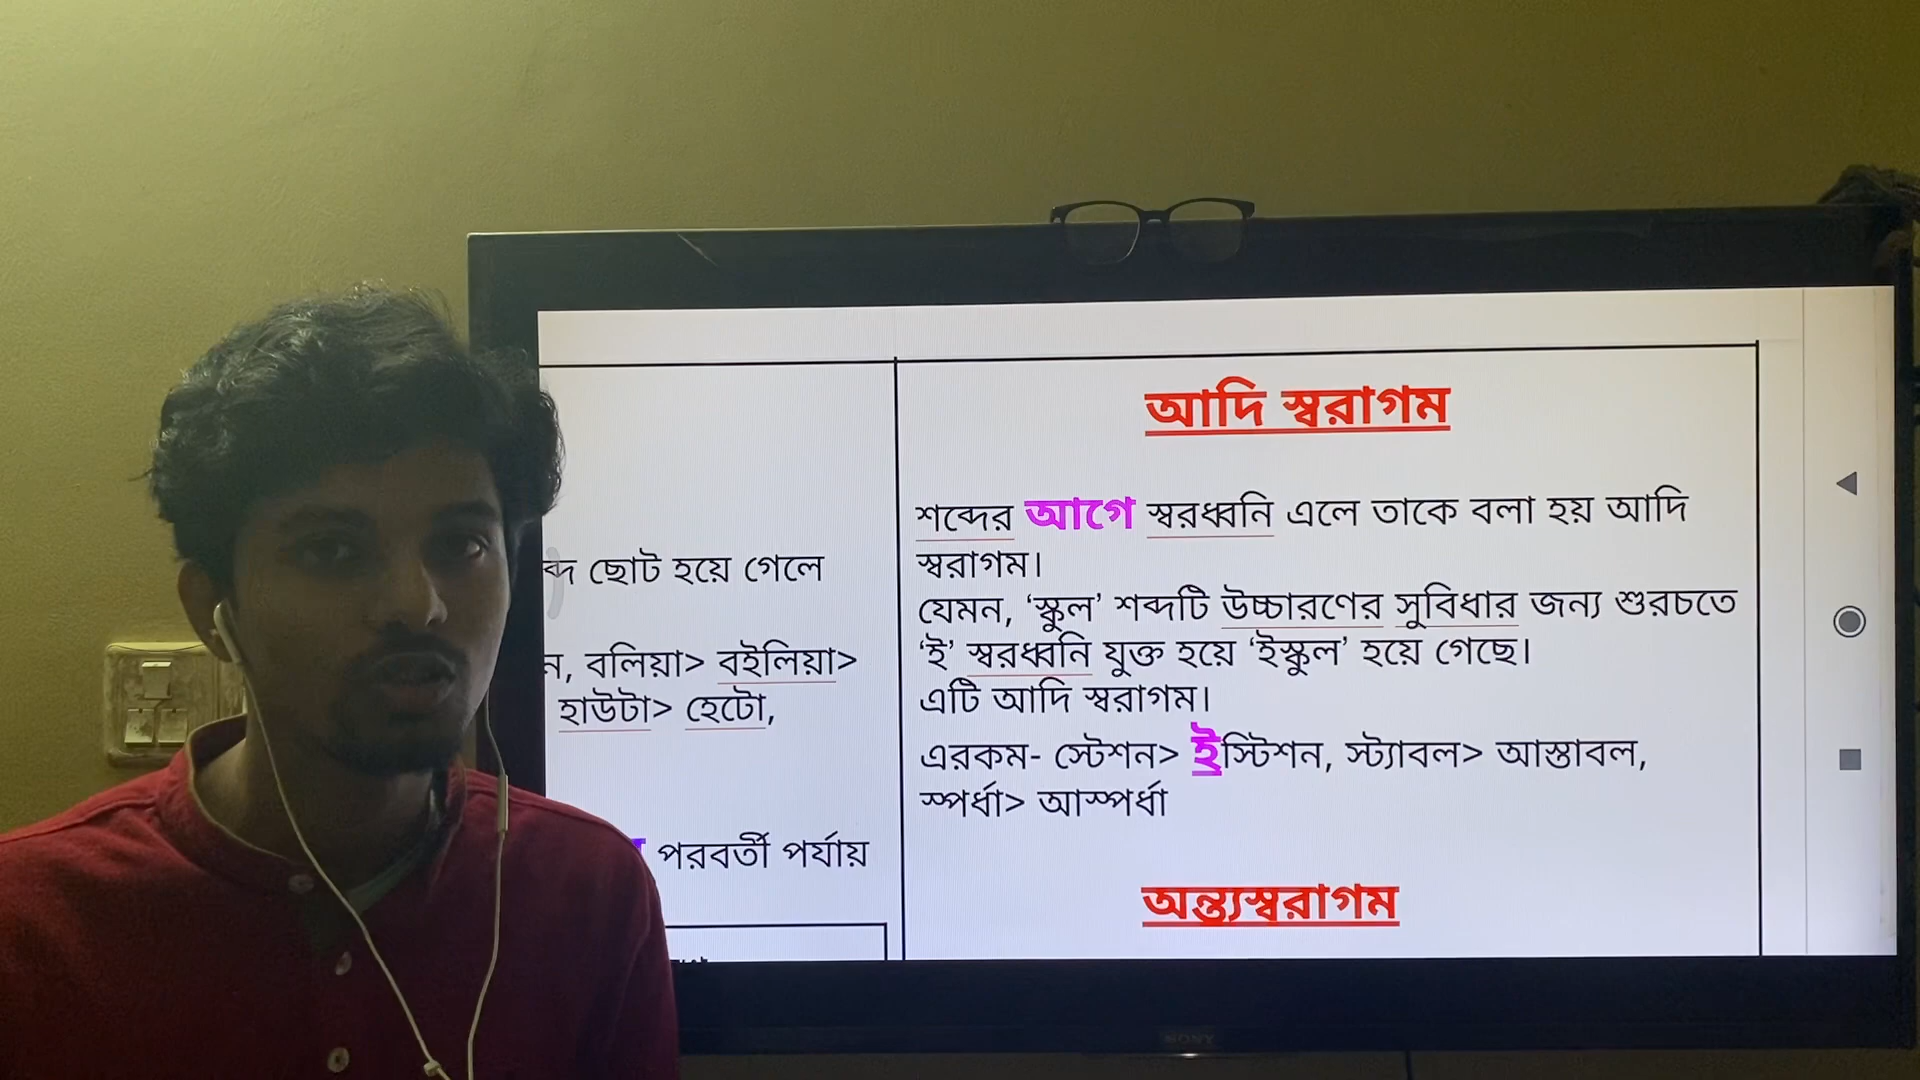 আদি স্বরাগম
শব্দের আগে স্বরধ্বনি এলে তাকে বলা হয় আদি
স্বরাগম।
যেমন, ‘স্কুল’ শব্দটি উচ্চারণের সুবিধার জন্য শুরচতে
‘ই’ স্বরধ্বনি যুক্ত হয়ে ‘ইস্কুল’ হয়ে গেছে।
এটি আদি স্বরাগম।
এরকম- স্টেশন> ইস্টিশন, স্ট্যাবল> আস্তাবল,
স্পর্ধা> আস্পর্ধা
অন্ত্যস্বরাগম
ছোট হয়ে গেলে
বলিয়া> বইলিয়া>
হাউটা> হেটো,
পরবর্তী পর্যায়
SONY